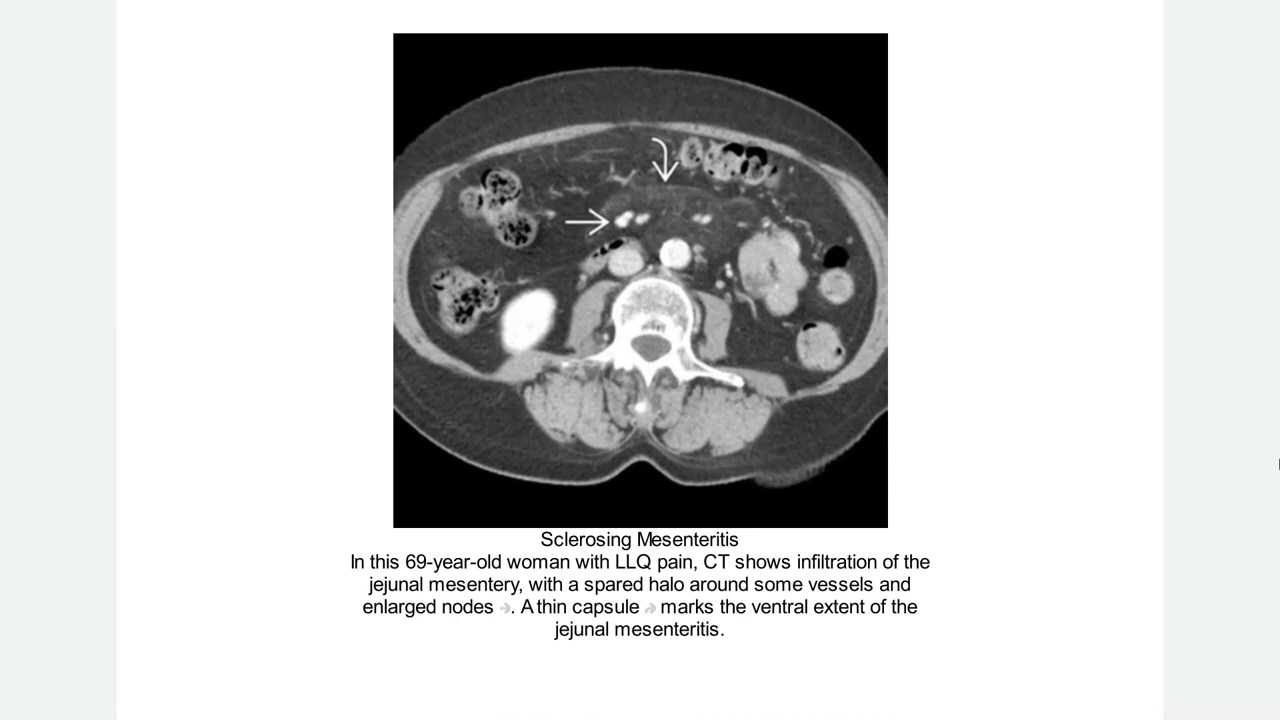 Sclerosing Mesenteritis
In this 69-year-old woman with LLQ pain, CT shows infiltration of the
jejunal mesentery, with a spared halo around some vessels and
enlarged nodes ➔. A thin capsule ↷ marks the ventral extent of the
jejunal mesenteritis.